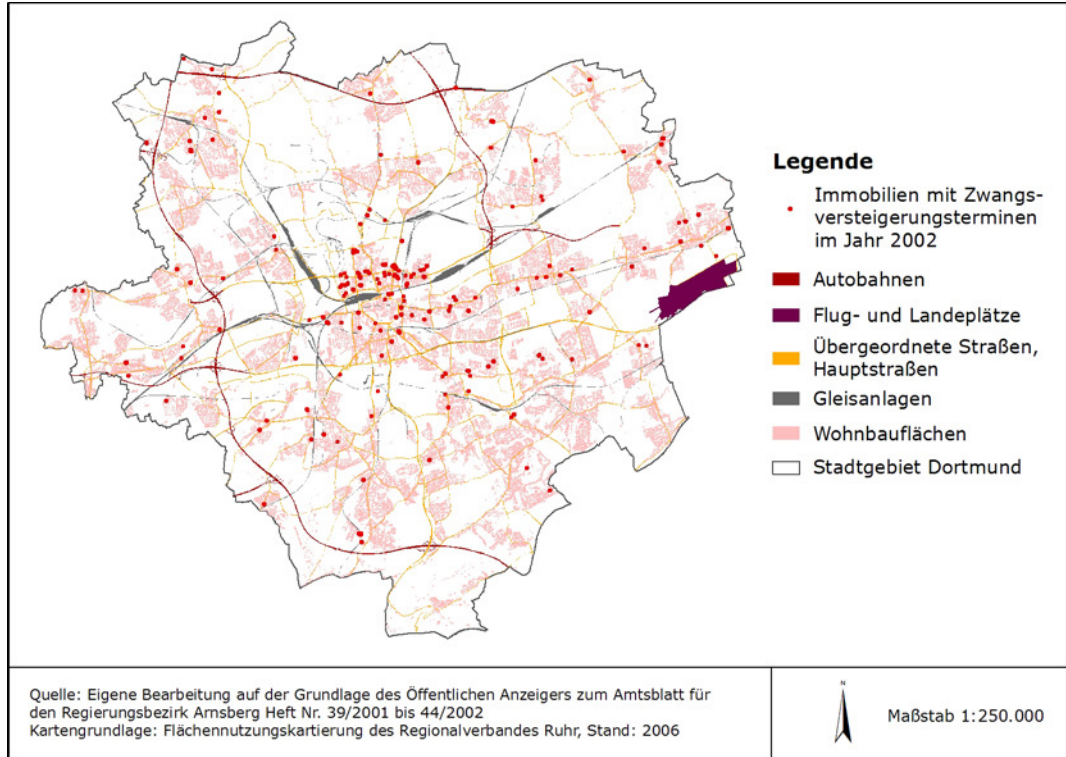 Legende
Immobilien mit Zwangs-
versteigerungsterminen
im Jahr 2002
Autobahnen
Flug- und Landeplätze
Übergeordnete Straßen,
Hauptstraßen
Gleisanlagen
Wohnbauflächen
Stadtgebiet Dortmund
Quelle: Eigene Bearbeitung auf der Grundlage des Öffentlichen Anzeigers zum Amtsblatt für
den Regierungsbezirk Arnsberg Heft Nr. 39/2001 bis 44/2002
Kartengrundlage: Flächennutzungskartierung des Regionalverbandes Ruhr, Stand: 2006
N
Maßstab 1:250.000